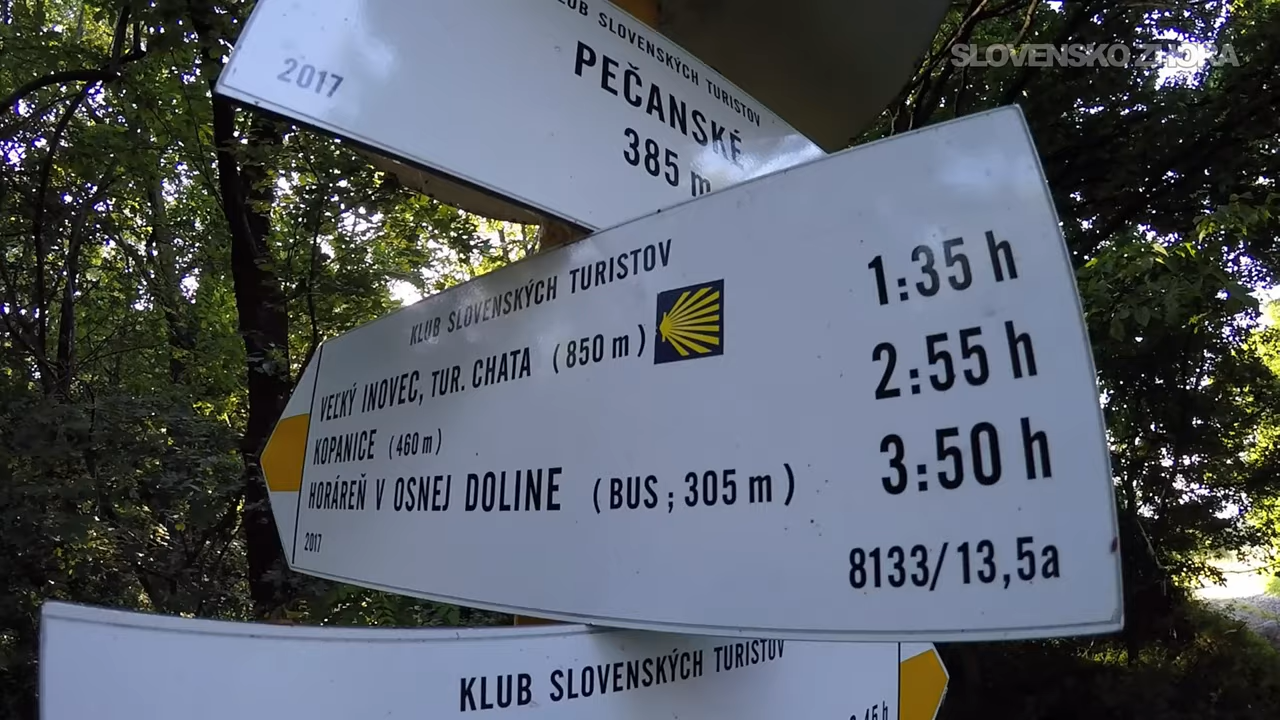 SLOVENSKO ZHORA
KLUB SLOVENSKÝCH TURISTOV
PEČANSKÉ
385 m
2017
KLUB SLOVENSKÝCH TURISTOV
VEĽKÝ INOVEC, TUR. CHATA (850 m) 1:35 h
KOPANICE (460 m) 2:55 h
HORÁREŇ V OSNEJ DOLINE (BUS; 305 m) 3:50 h
2017 8133/13,5a
KLUB SLOVENSKÝCH TURISTOV
:45 h